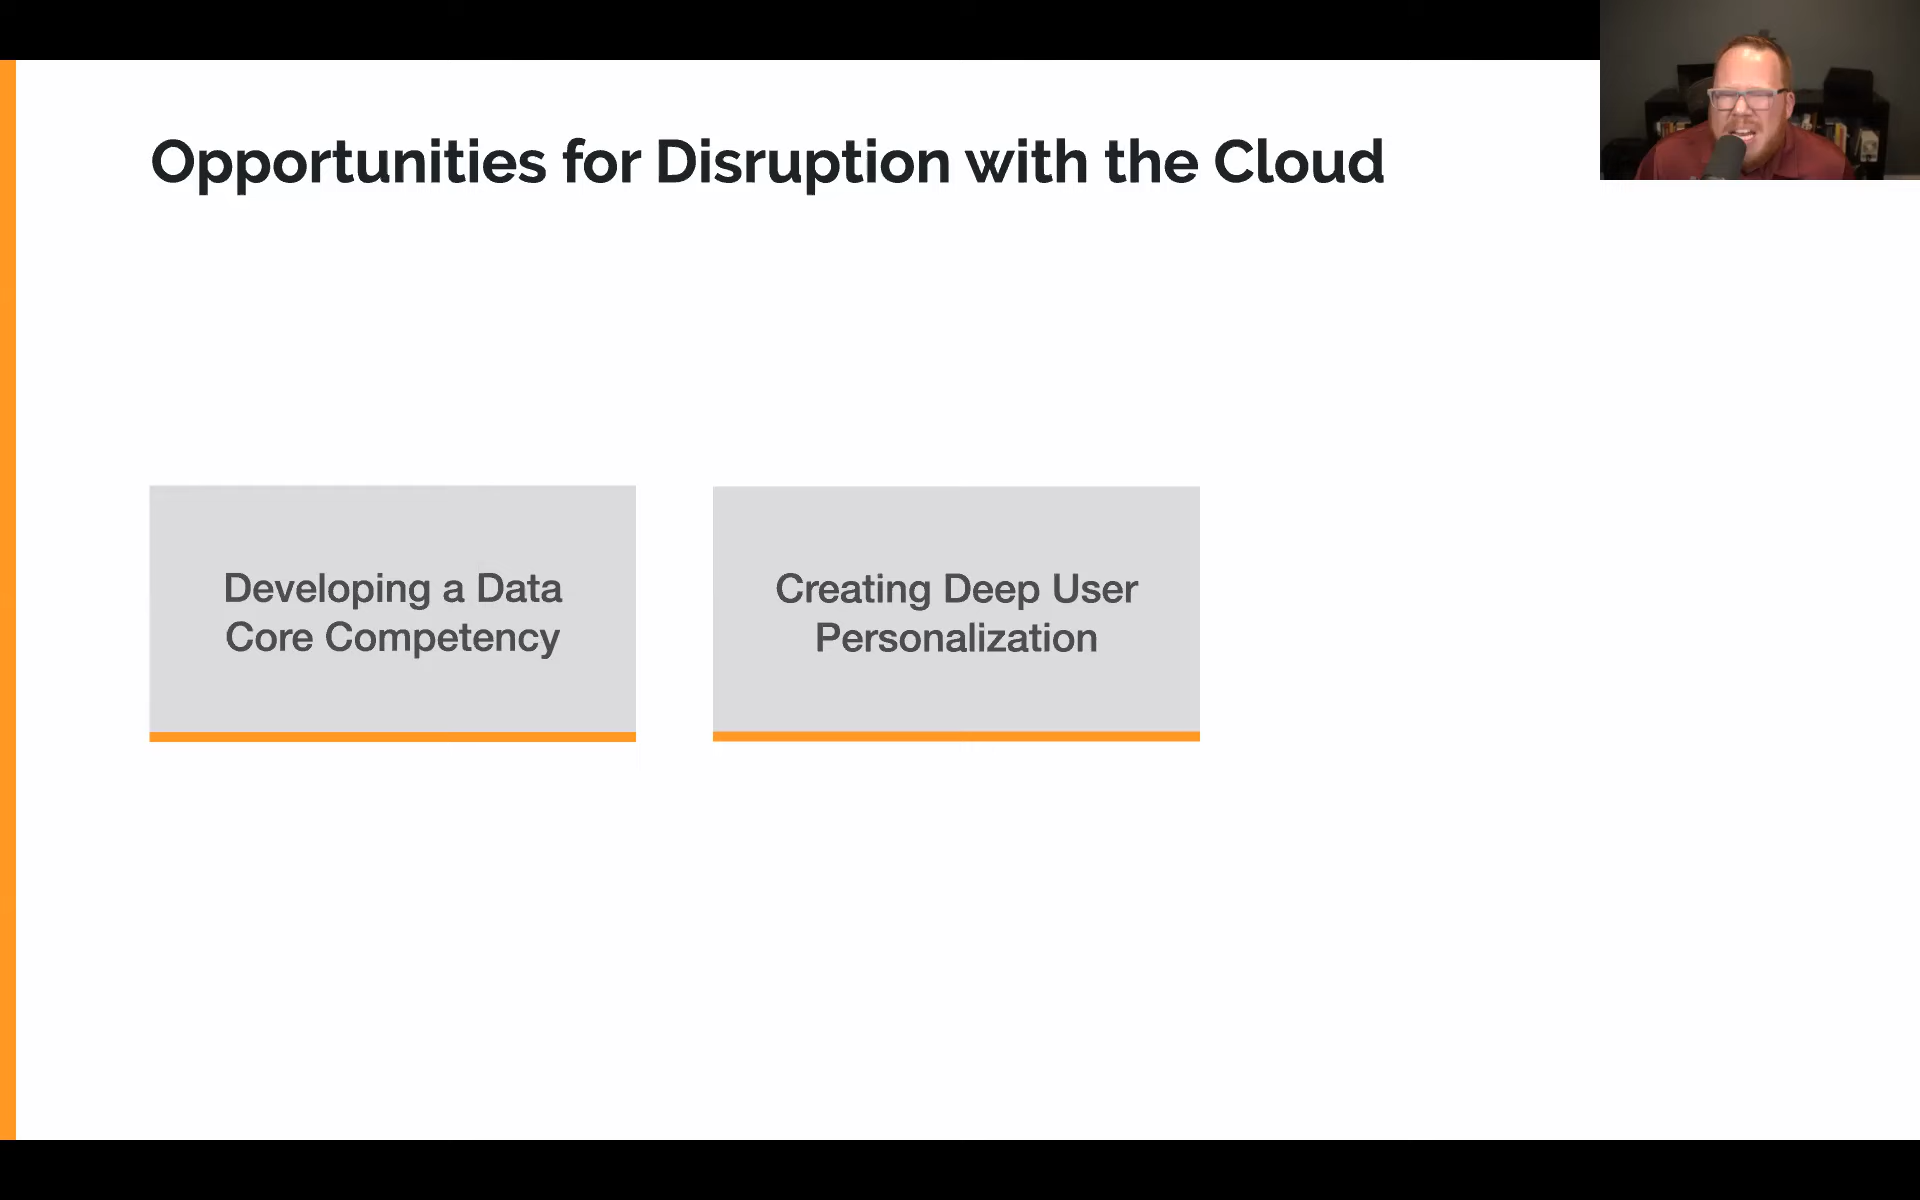 Opportunities for Disruption with the Cloud
Developing a Data
Core Competency
Creating Deep User
Personalization